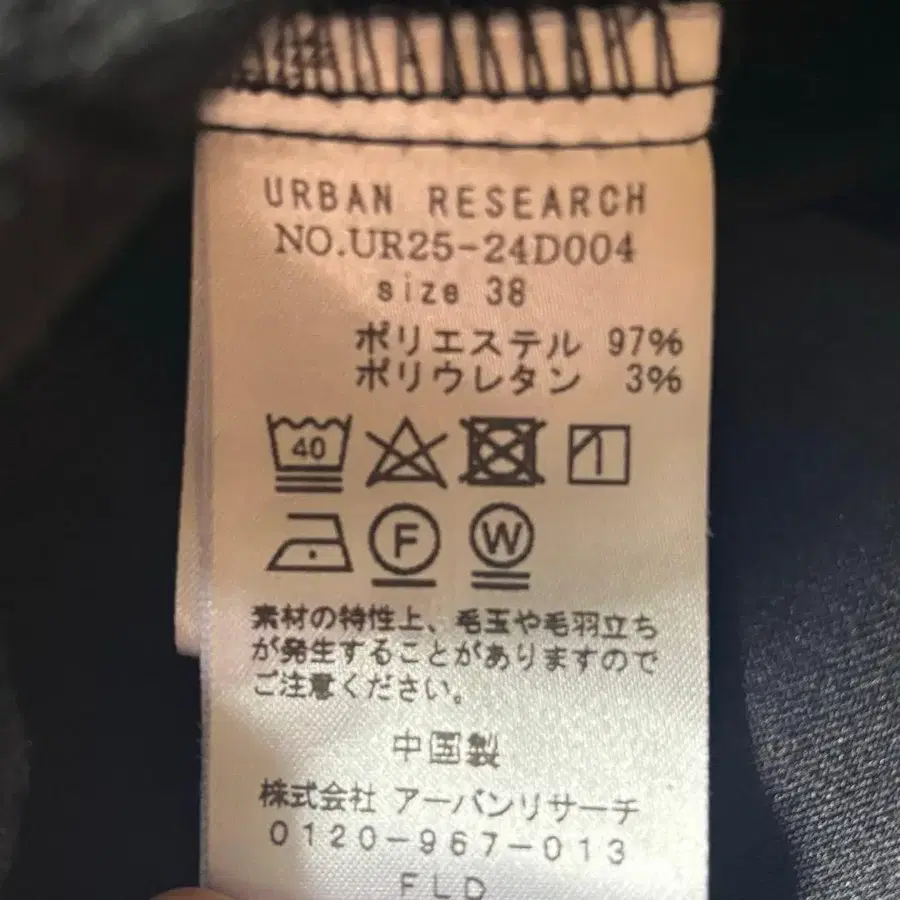 URBAN RESEARCH
NO.UR25-24D004
size 38
ポリエステル 97%
ポリウレタン 3%
40
F W
素材の特性上、毛玉や毛羽立ち
が発生することがありますので
ご注意ください。
中国製
株式会社 アーバンリサーチ
0120-967-013
FLD